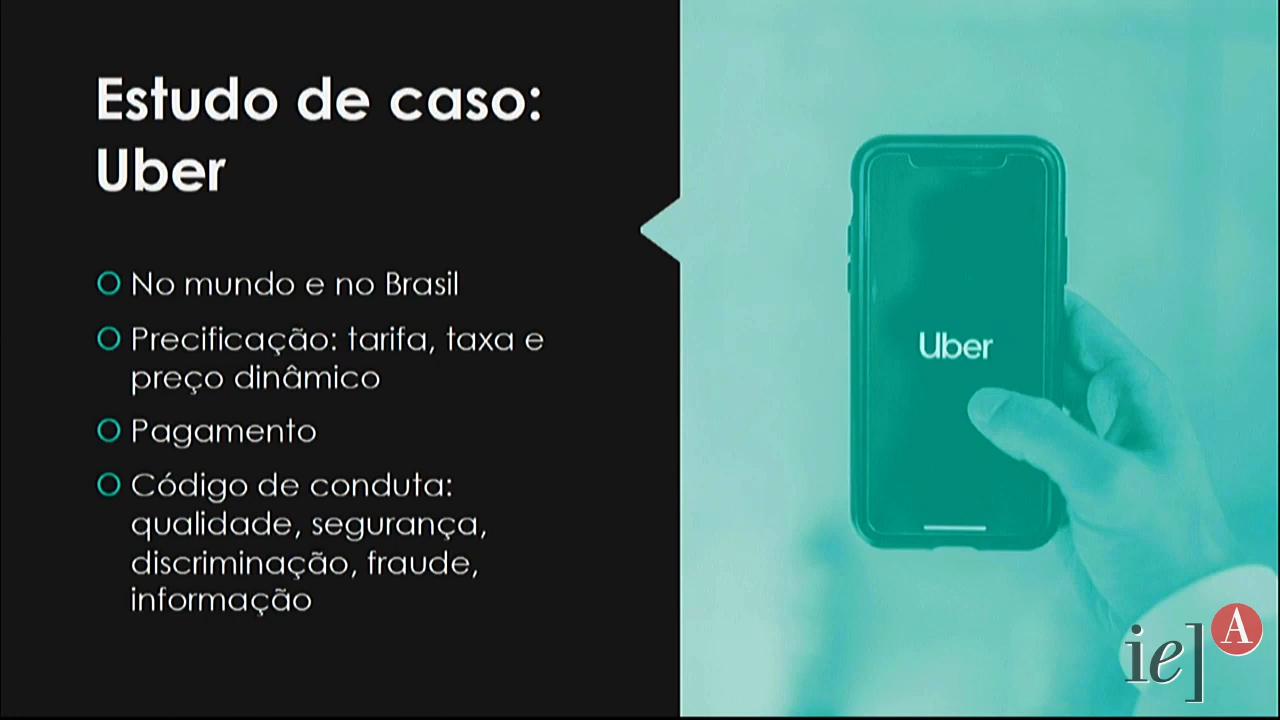 Estudo de caso:
Uber
No mundo e no Brasil
Precificação: tarifa, taxa e
preço dinâmico
Pagamento
Código de conduta:
qualidade, segurança,
discriminação, fraude,
informação
Uber
ie] A